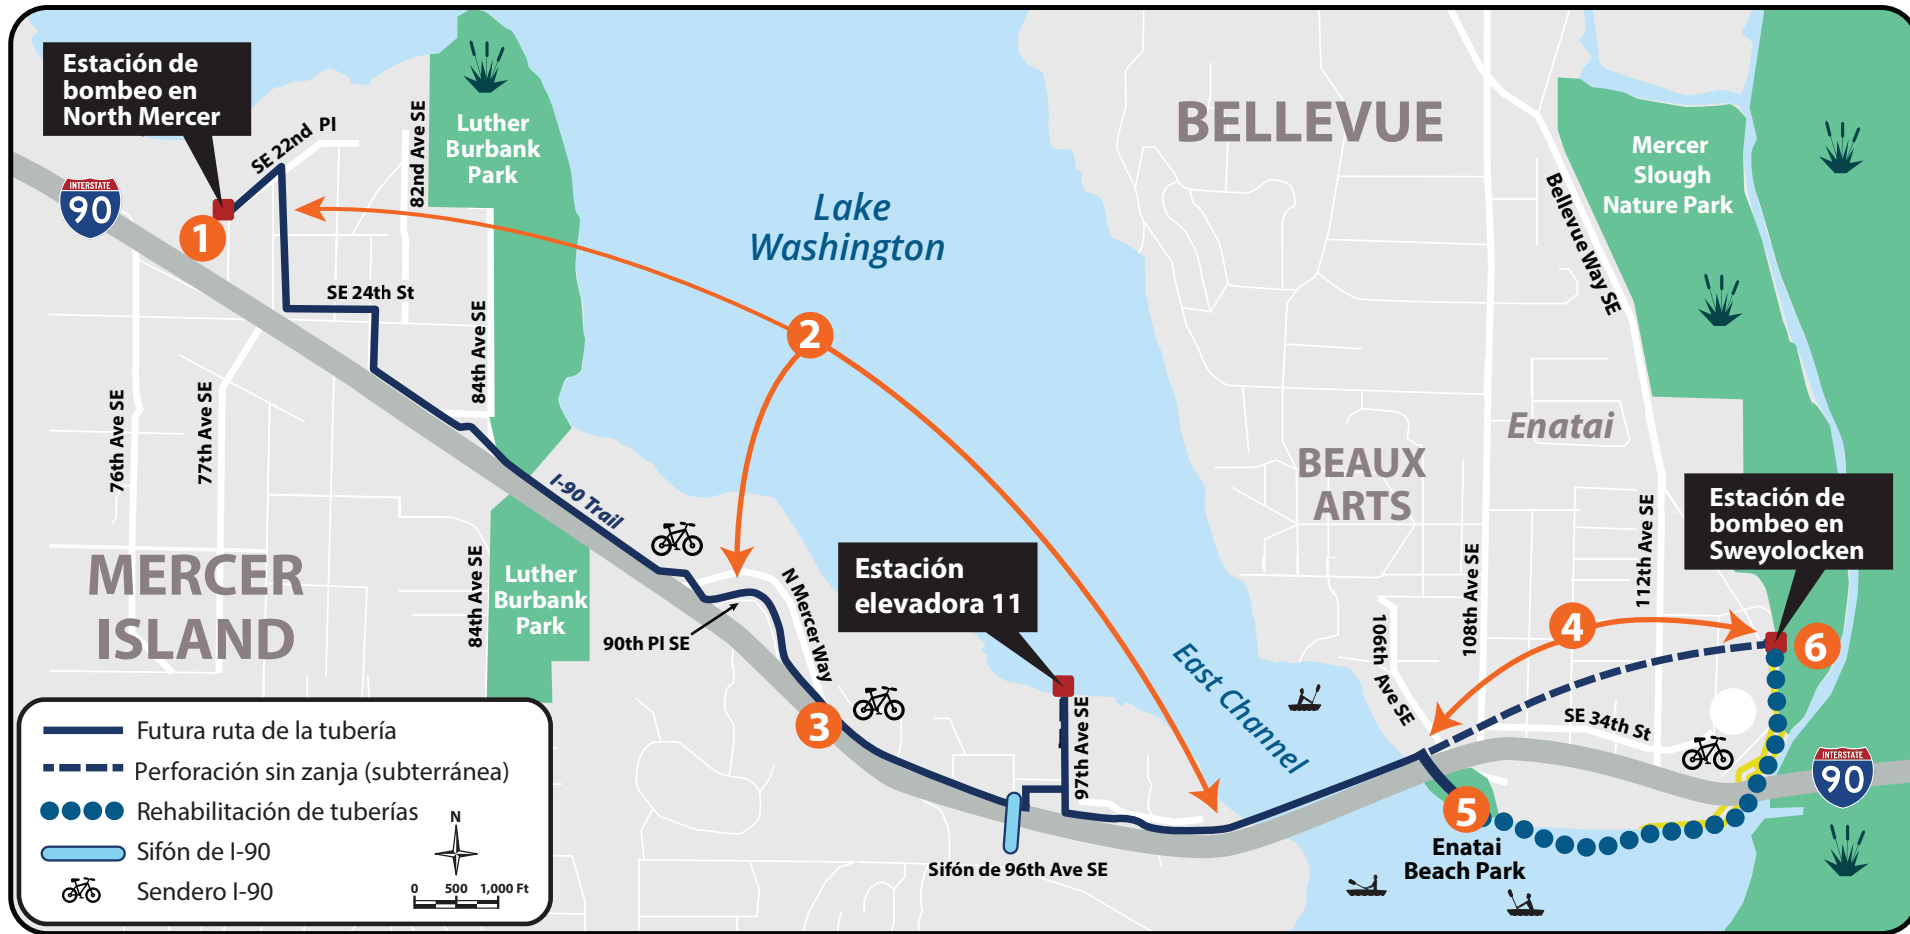 Estación de
bombeo en
North Mercer
INTERSTATE
90
1
SE 22nd Pl
82nd Ave SE
Luther
Burbank
Park
SE 24th St
84th Ave SE
76th Ave SE
77th Ave SE
MERCER
ISLAND
84th Ave SE
Luther
Burbank
Park
I-90 Trail
90th Pl SE
N Mercer Way
2
3
Lake
Washington
Estación
elevadora 11
97th Ave SE
Sifón de 96th Ave SE
East Channel
BELLEVUE
BEAUX
ARTS
Enatai
Mercer
Slough
Nature Park
Bellevue Way SE
106th Ave SE
108th Ave SE
112th Ave SE
SE 34th St
4
5
Enatai
Beach Park
Estación de
bombeo en
Sweyolocken
6
INTERSTATE
90
Futura ruta de la tubería
Perforación sin zanja (subterránea)
Rehabilitación de tuberías
Sifón de I-90
Sendero I-90
N
0 500 1,000 Ft